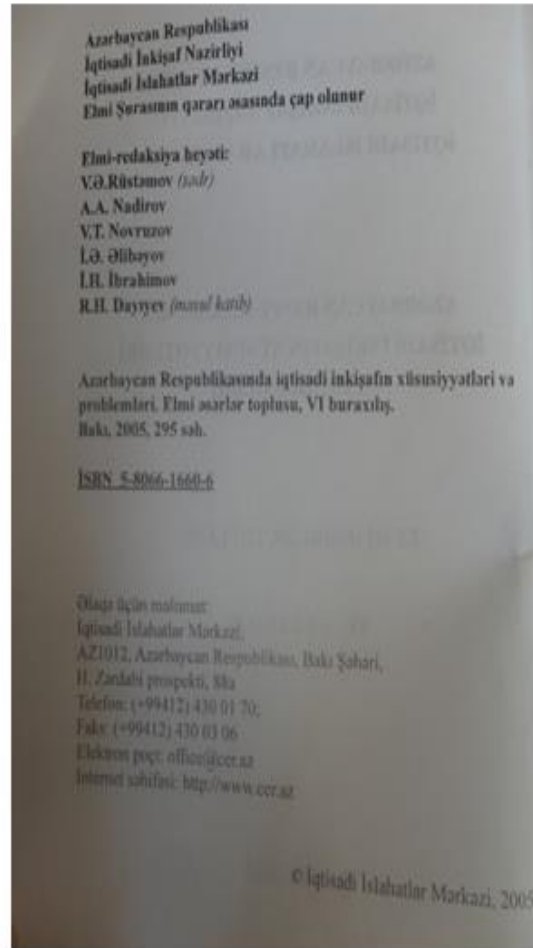 Azərbaycan Respublikası
İqtisadi İnkişaf Nazirliyi
İqtisadi İslahatlar Mərkəzi
Elmi Şurasının qərarı əsasında çap olunur
Elmi-redaksiya heyəti:
V.Ə.Rüstəmov (sədr)
A.A. Nadirov
V.T. Novruzov
İ.Ə. Əlibəyov
İ.H. İbrahimov
R.H. Dayıyev (məsul katib)
Azərbaycan Respublikasında iqtisadi inkişafın xüsusiyyətləri və
problemləri. Elmi əsərlər toplusu, VI buraxılış.
Bakı, 2005, 295 səh.
İSBN 5-8066-1660-6
Əlaqə üçün məlumat:
İqtisadi İslahatlar Mərkəzi,
AZ1012, Azərbaycan Respublikası, Bakı Şəhəri,
H. Zərdabi prospekti, 88a
Telefon: (+99412) 430 01 70;
Faks: (+99412) 430 03 06
Elektron poçt: office@cer.az
İnternet səhifəsi: http://www.cer.az
© İqtisadi İslahatlar Mərkəzi, 2005